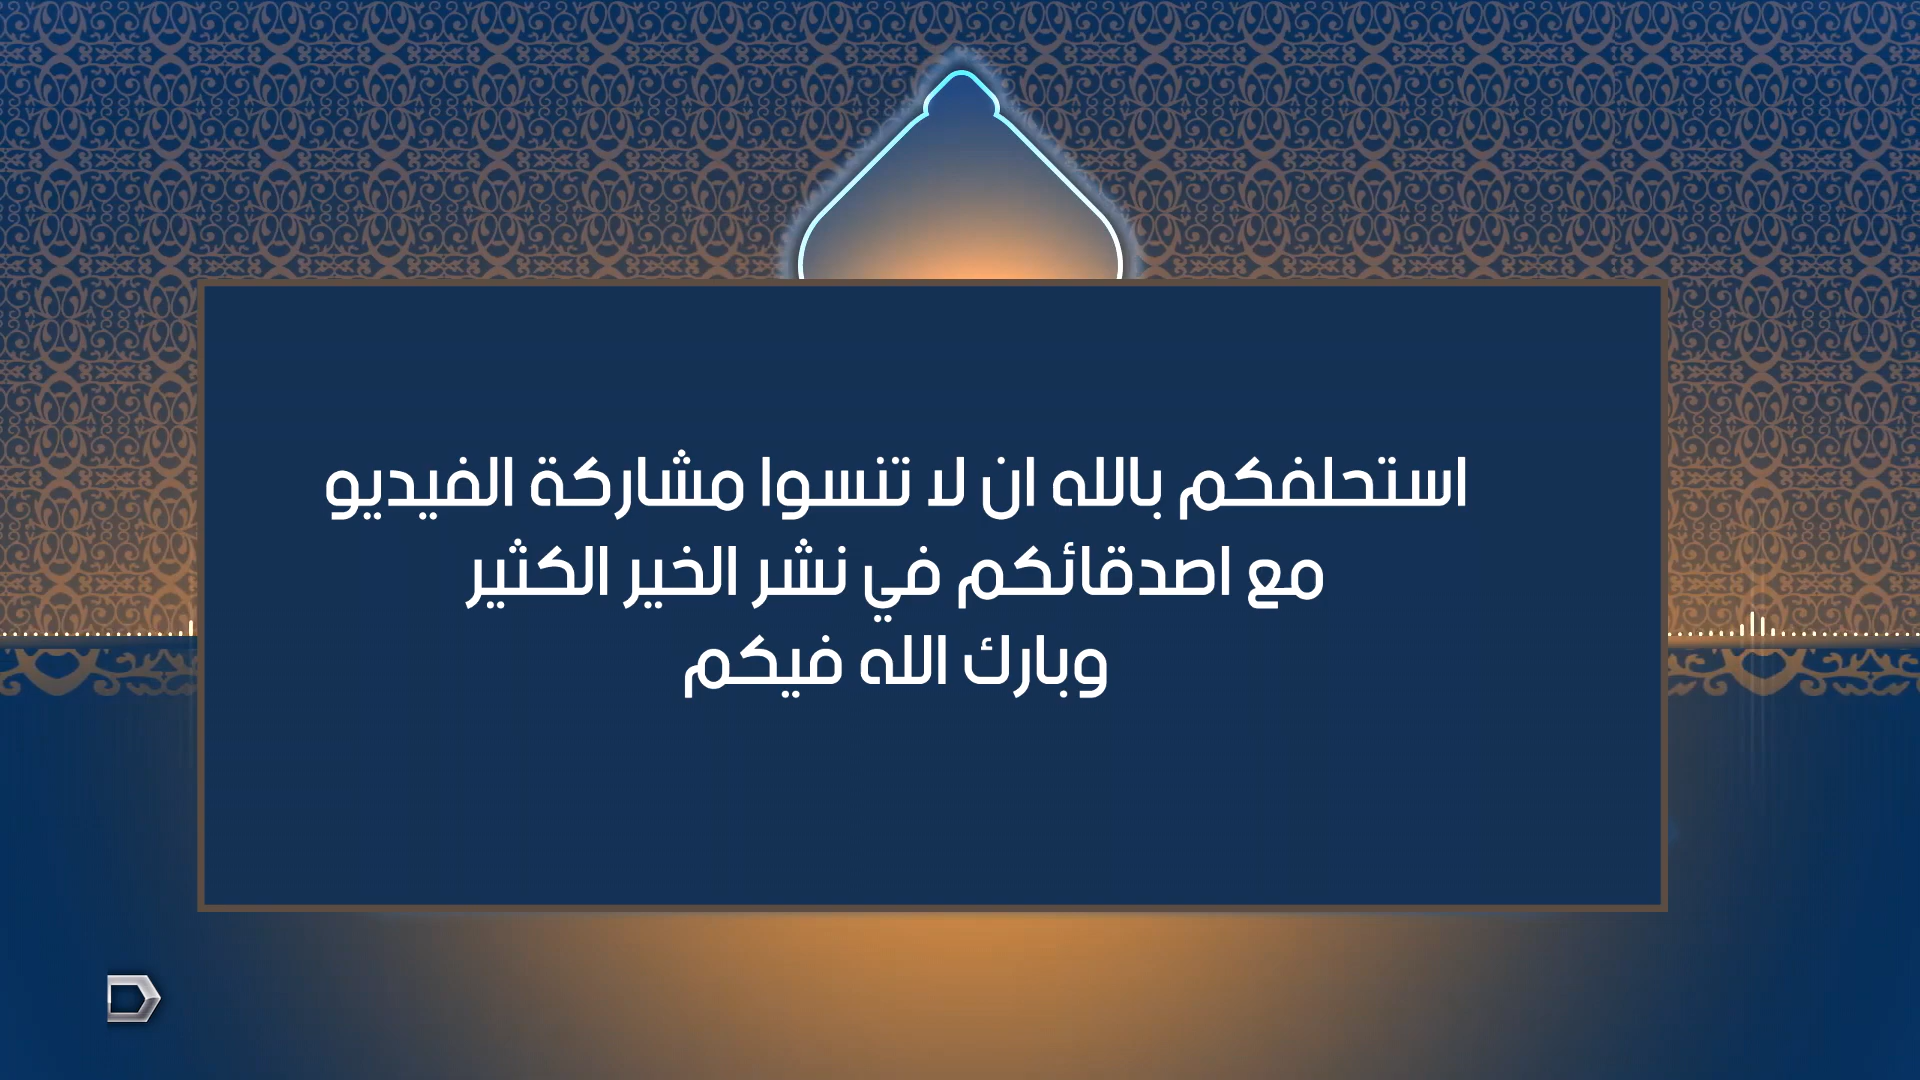 استحلفكم بالله ان لا تنسوا مشاركة الفيديو
مع اصدقائكم في نشر الخير الكثير
وبارك الله فيكم